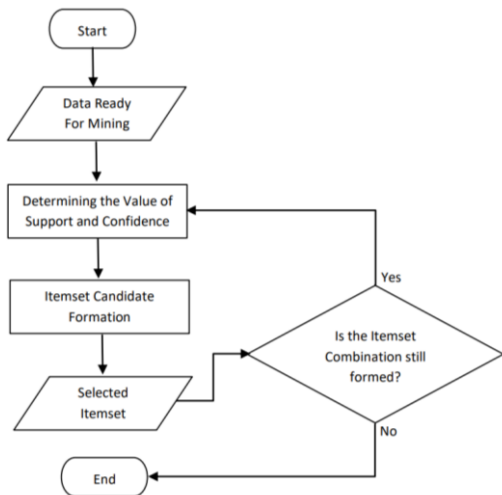 Start
Data Ready
For Mining
Determining the Value of
Support and Confidence
Itemset Candidate
Formation
Selected
Itemset
Yes
Is the Itemset
Combination still
formed?
No
End